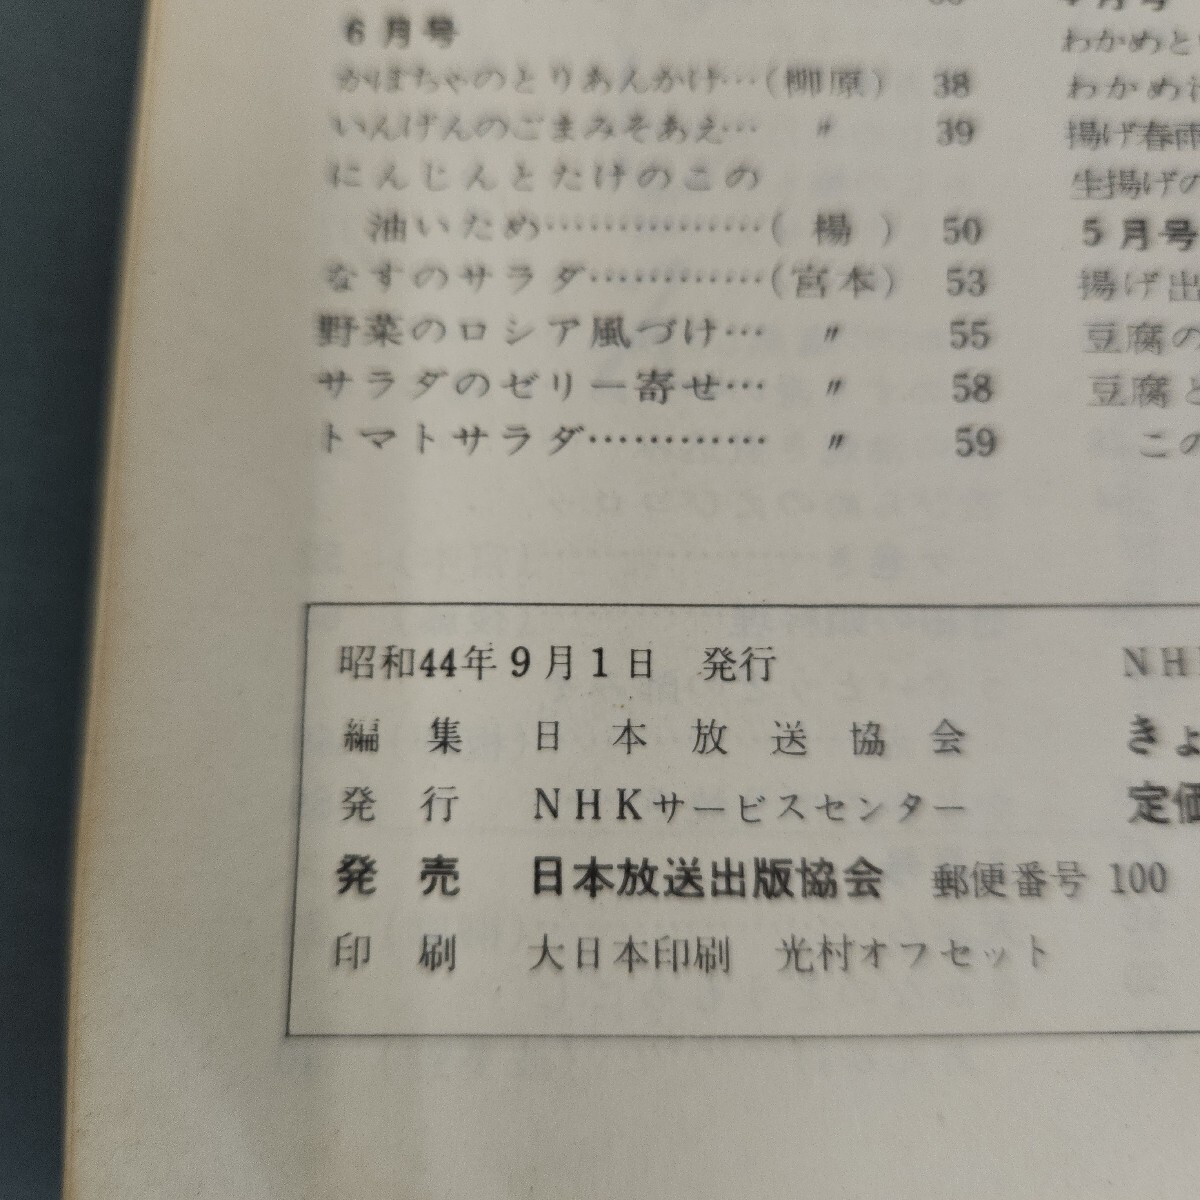 6月号
かぼちゃのとりあんかけ…(柳原) 38
いんげんのごまみそあえ… 〃 39
にんじんとたけのこの
油いため……………(楊) 50
なすのサラダ…………(宮本) 53
野菜のロシア風づけ… 〃 55
サラダのゼリー寄せ… 〃 58
トマトサラダ………… 〃 59
わかめと
わかめ
揚げ春雨
生揚げの
5月号
揚げ出
豆腐の
豆腐と
この
昭和44年9月1日 発行
編集 日本放送協会
発行 NHKサービスセンター
発売 日本放送出版協会 郵便番号 100
印刷 大日本印刷 光村オフセット
NH
きょ
定価